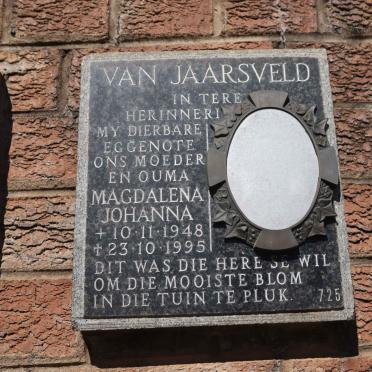 VAN JAARSVELD
IN TERE
HERINNERI
MY DIERBARE
EGGENOTE
ONS MOEDER
EN OUMA
MAGDALENA
JOHANNA
+ 10·11·1948
+ 23·10·1995
DIT WAS DIE HERE SE WIL
OM DIE MOOISTE BLOM
IN DIE TUIN TE PLUK. 725